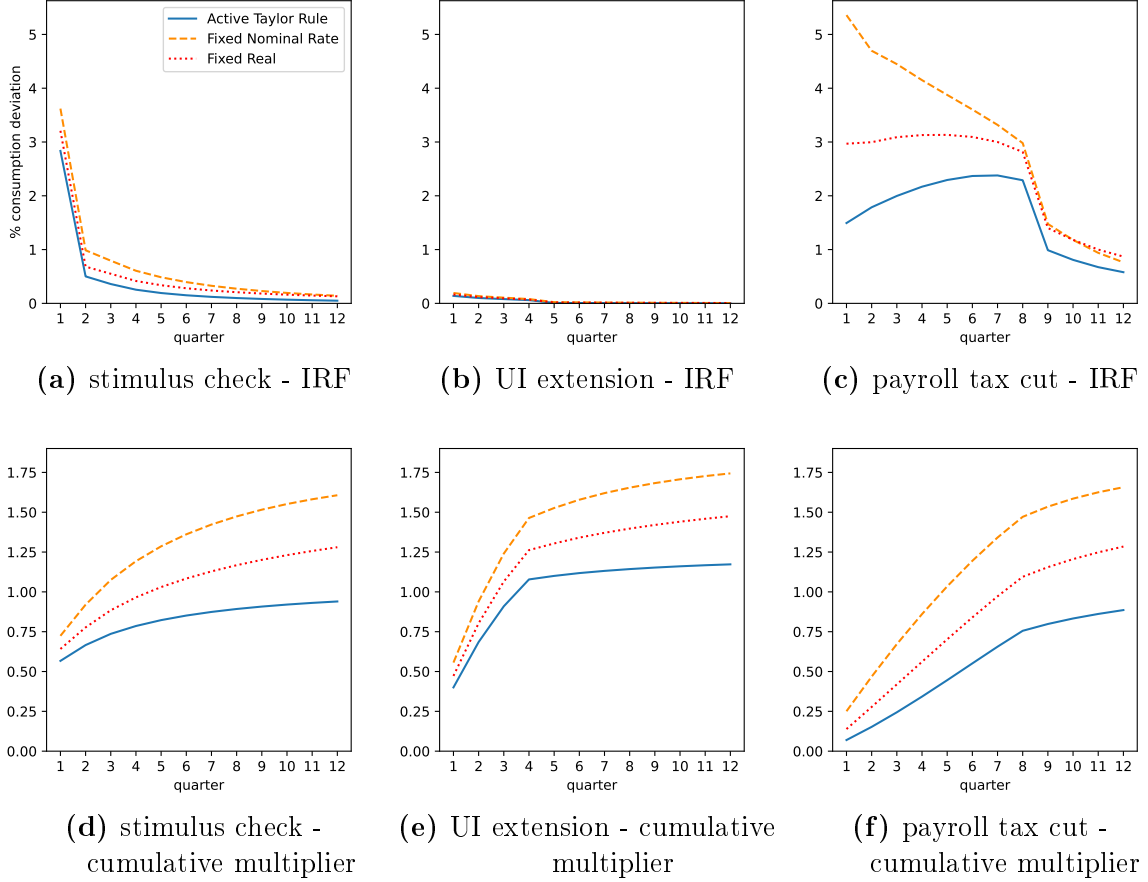 5
4
3
2
1
0
% consumption deviation
Active Taylor Rule
Fixed Nominal Rate
Fixed Real
1 2 3 4 5 6 7 8 9 10 11 12
quarter
(a) stimulus check - IRF
5
4
3
2
1
0
1 2 3 4 5 6 7 8 9 10 11 12
quarter
(b) UI extension - IRF
5
4
3
2
1
0
1 2 3 4 5 6 7 8 9 10 11 12
quarter
(c) payroll tax cut - IRF
1.75
1.50
1.25
1.00
0.75
0.50
0.25
0.00
1 2 3 4 5 6 7 8 9 10 11 12
quarter
(d) stimulus check -
cumulative multiplier
1.75
1.50
1.25
1.00
0.75
0.50
0.25
0.00
1 2 3 4 5 6 7 8 9 10 11 12
quarter
(e) UI extension - cumulative
multiplier
1.75
1.50
1.25
1.00
0.75
0.50
0.25
0.00
1 2 3 4 5 6 7 8 9 10 11 12
quarter
(f) payroll tax cut -
cumulative multiplier